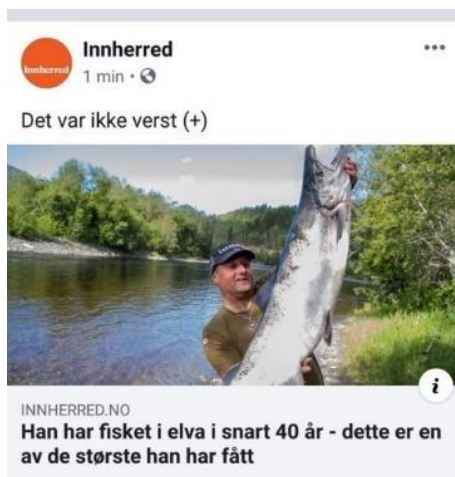 Innherred
Innherred
1 min
Det var ikke verst (+)
INNHERRED.NO
Han har fisket i elva i snart 40 år - dette er en
av de største han har fått